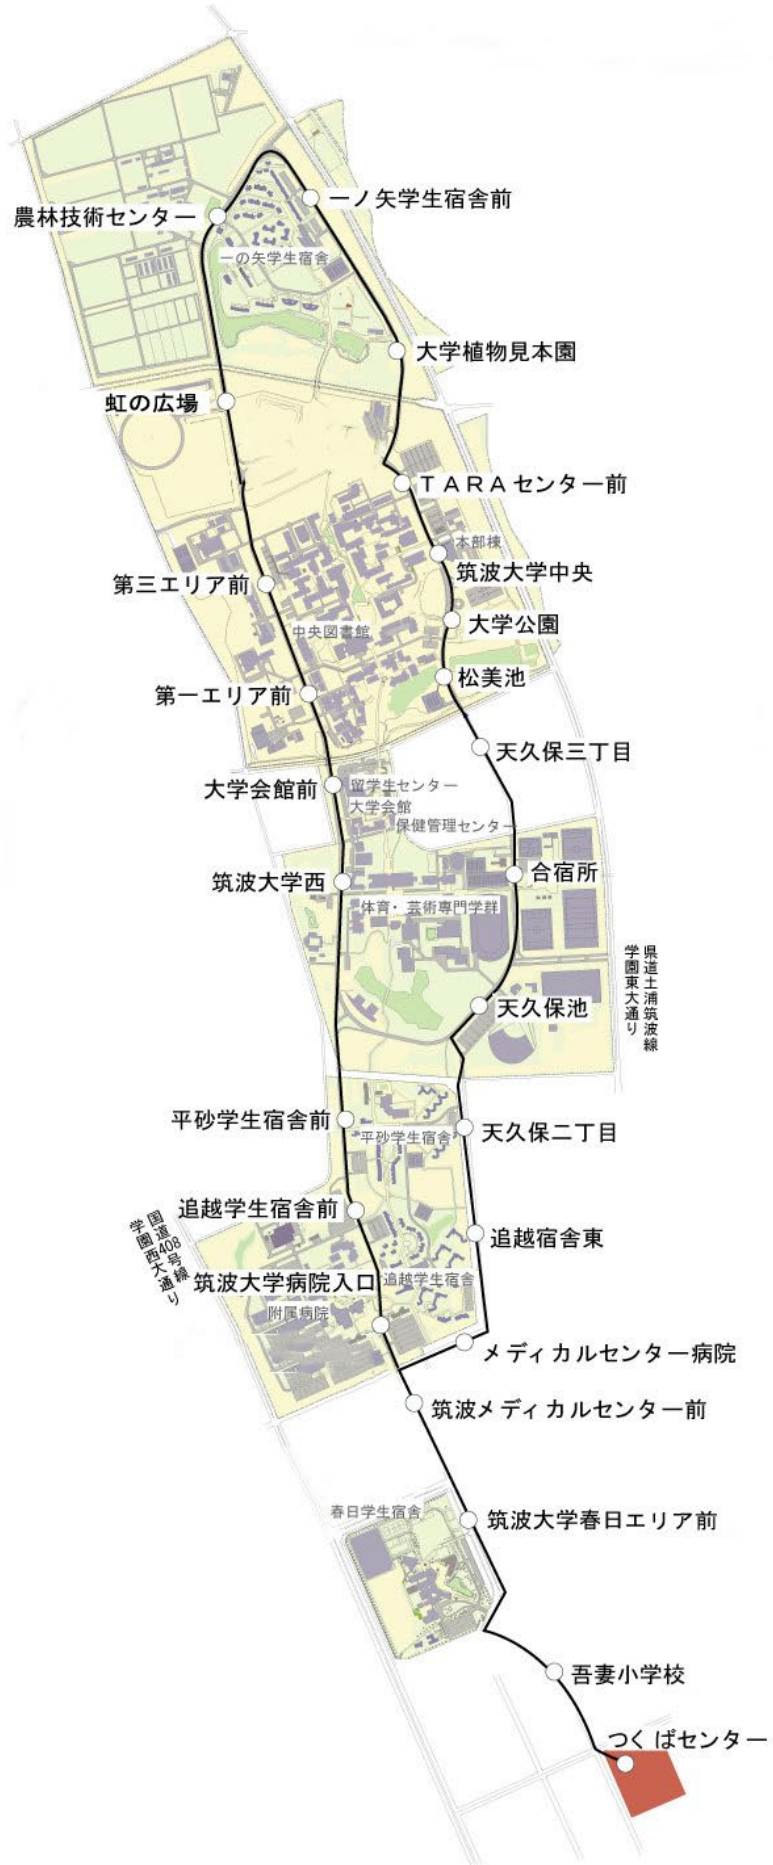 一ノ矢学生宿舎前
農林技術センター
一の矢学生宿舎
大学植物見本園
虹の広場
TARAセンター前
本部棟
筑波大学中央
第三エリア前
大学公園
中央図書館
松美池
第一エリア前
天久保三丁目
大学会館前
留学生センター
大学会館
保健管理センター
合宿所
筑波大学西
体育・芸術専門学群
県道土浦筑波線
学園東大通り
天久保池
平砂学生宿舎前
平砂学生宿舎
天久保二丁目
追越学生宿舎前
国道408号線
学園西大通り
追越宿舎東
筑波大学病院入口
追越学生宿舎
附属病院
メディカルセンター病院
筑波メディカルセンター前
春日学生宿舎
筑波大学春日エリア前
吾妻小学校
つくばセンター